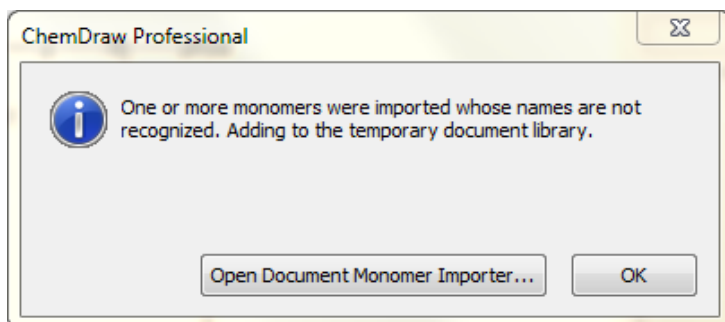 ChemDraw Professional
One or more monomers were imported whose names are not
recognized. Adding to the temporary document library.
Open Document Monomer Importer...
OK